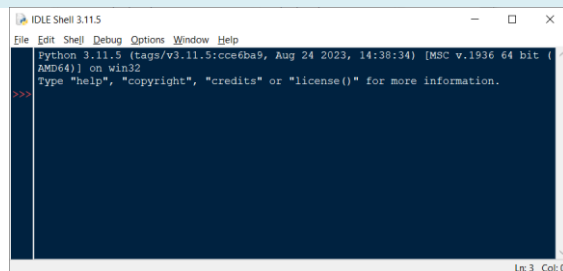 IDLE Shell 3.11.5
File Edit Shell Debug Options Window Help
Python 3.11.5 (tags/v3.11.5:cce6ba9, Aug 24 2023, 14:38:34) [MSC v.1936 64 bit (
AMD64)] on win32
Type "help", "copyright", "credits" or "license()" for more information.
>>>
Ln: 3 Col: 0